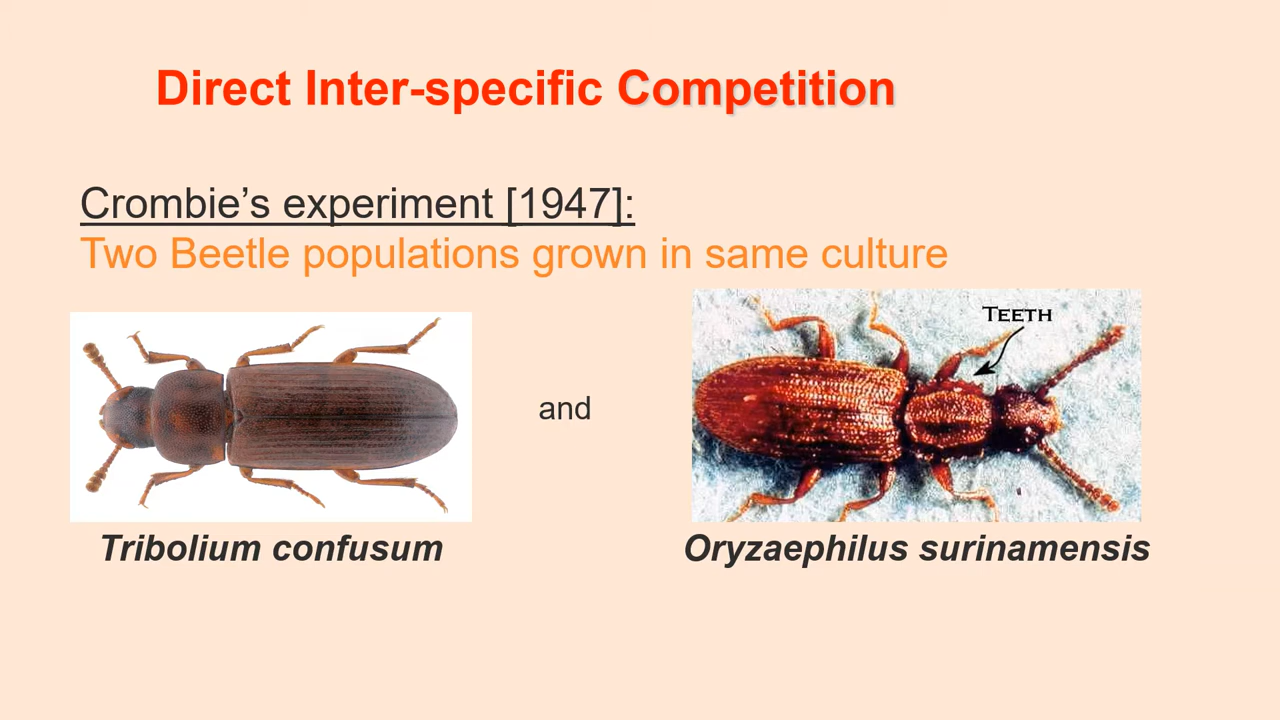 Direct Inter-specific Competition
Crombie’s experiment [1947]:
Two Beetle populations grown in same culture
TEETH
and
Tribolium confusum
Oryzaephilus surinamensis